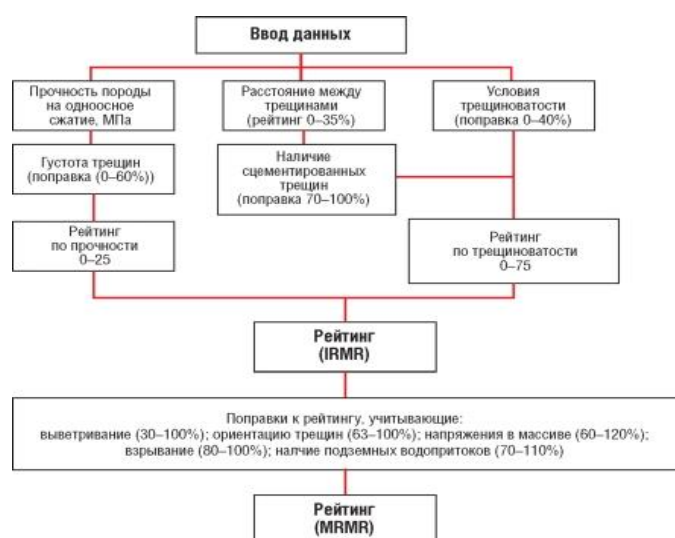 Ввод данных
Прочность породы
на одноосное
сжатие, МПа
Расстояние между
трещинами
(рейтинг 0–35%)
Условия
трещиноватости
(поправка 0–40%)
Густота трещин
(поправка (0–60%))
Наличие
сцементированных
трещин
(поправка 70–100%)
Рейтинг
по прочности
0–25
Рейтинг
по трещиноватости
0–75
Рейтинг
(IRMR)
Поправки к рейтингу, учитывающие:
выветривание (30–100%); ориентацию трещин (63–100%); напряжения в массиве (60–120%);
взрывание (80–100%); налчие подземных водопритоков (70–110%)
Рейтинг
(MRMR)